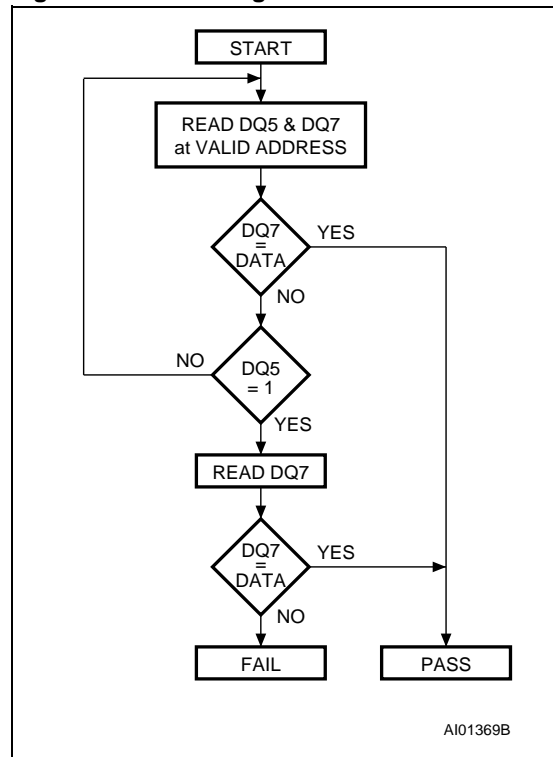 START
READ DQ5 & DQ7
at VALID ADDRESS
DQ7
=
DATA
YES
NO
NO
DQ5
= 1
YES
READ DQ7
DQ7
=
DATA
YES
NO
FAIL
PASS
AI01369B